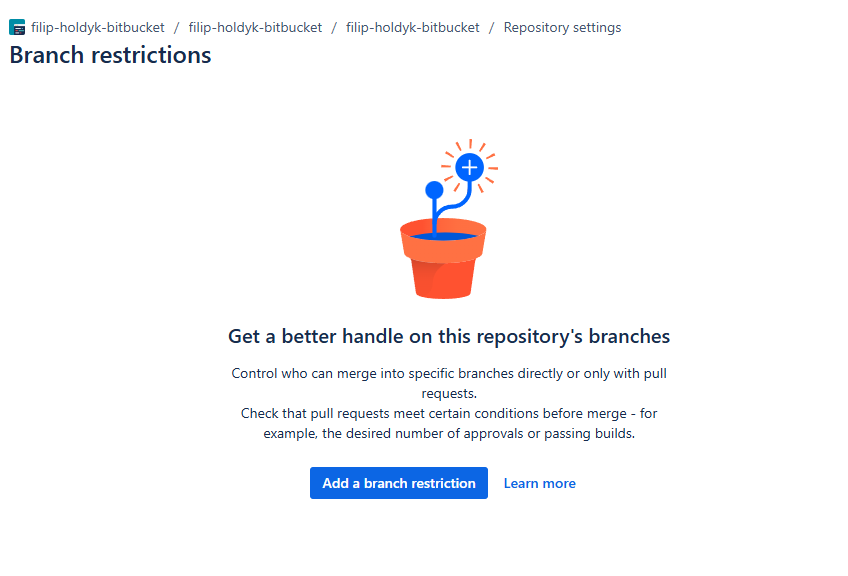 filip-holdyk-bitbucket / filip-holdyk-bitbucket / filip-holdyk-bitbucket / Repository settings
Branch restrictions
Get a better handle on this repository's branches
Control who can merge into specific branches directly or only with pull
requests.
Check that pull requests meet certain conditions before merge - for
example, the desired number of approvals or passing builds.
Add a branch restriction Learn more